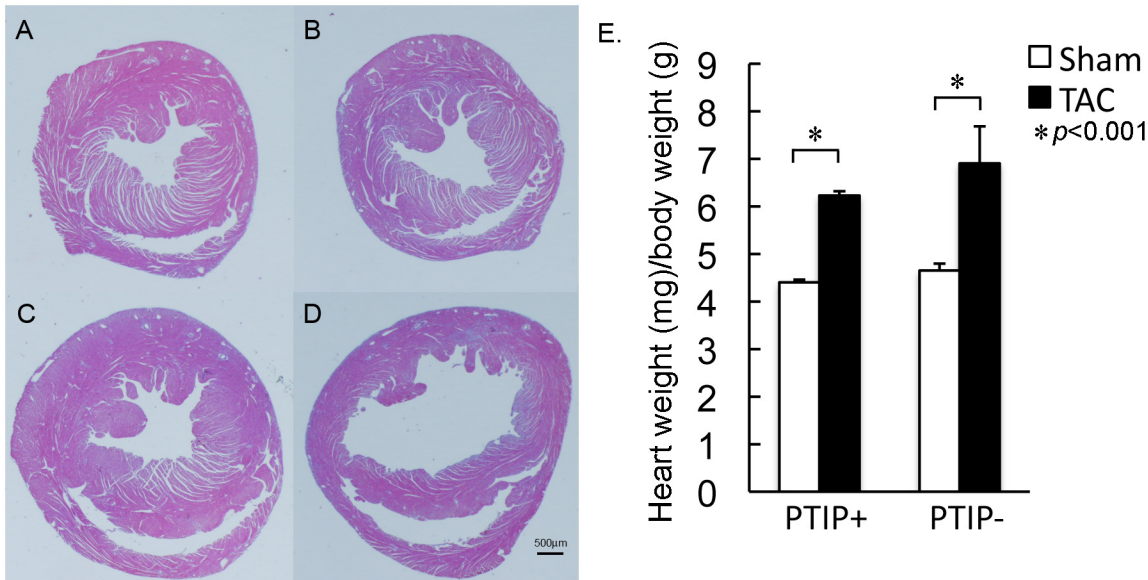 A
B
C
D
500μm
E.
Sham
TAC
*p<0.001
Heart weight (mg)/body weight (g)
9
8
7
6
5
4
3
2
1
0
*
*
PTIP+
PTIP-